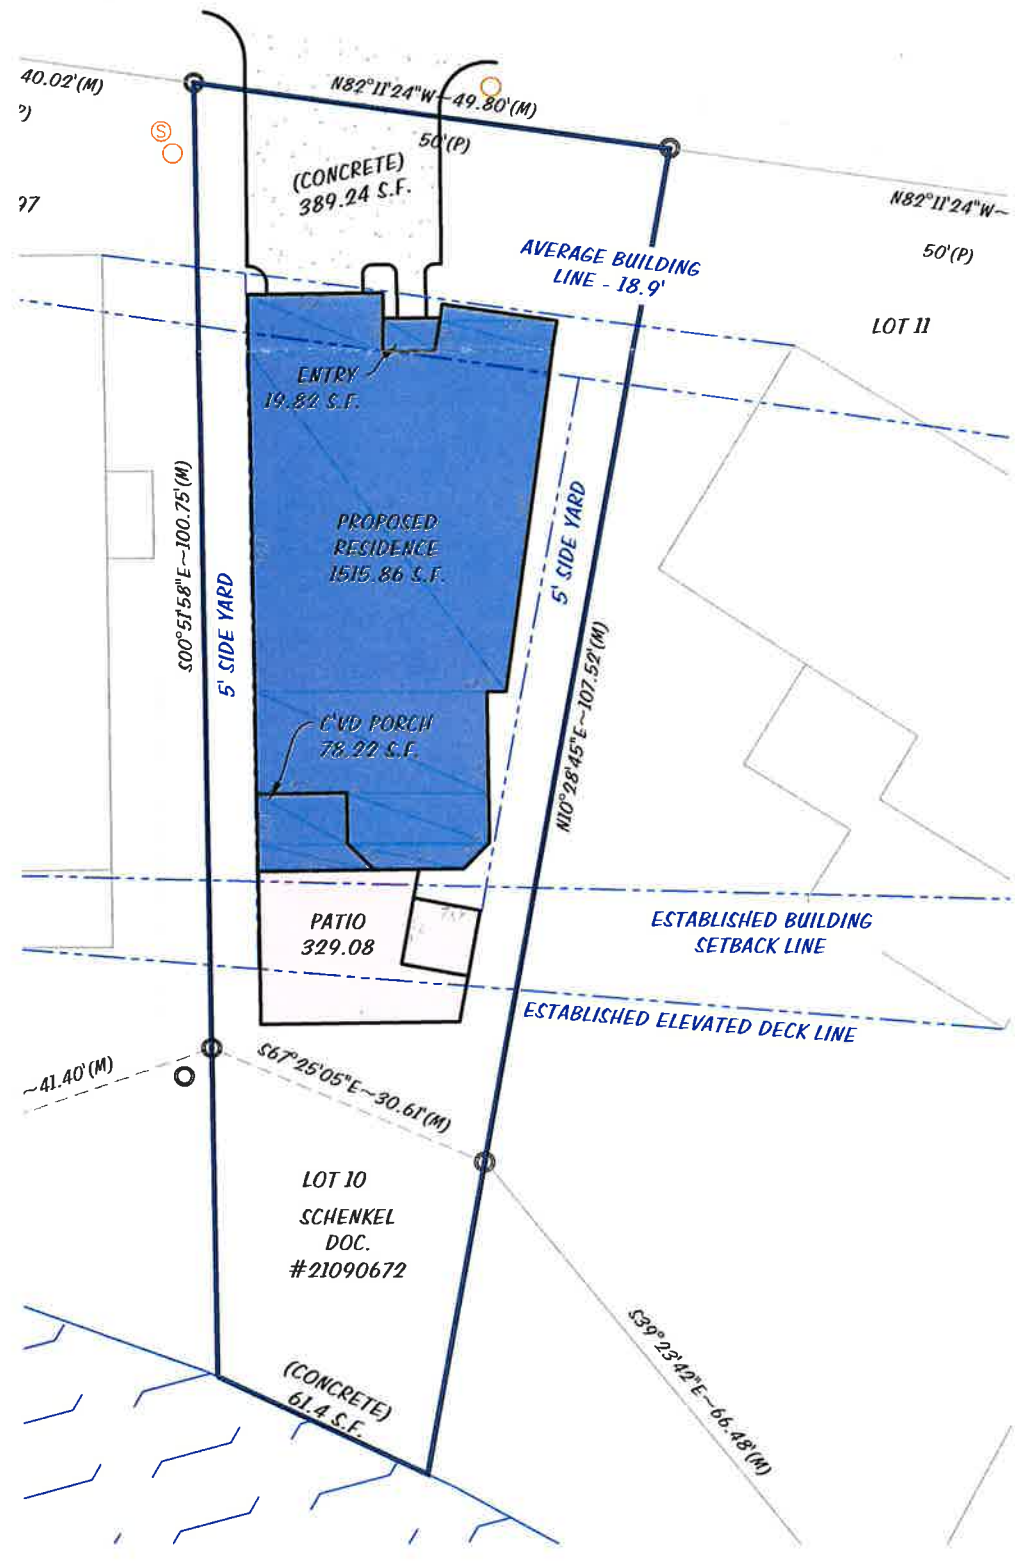 40.02'(M)
N82°11'24"W~49.80'(M)
50'(P)
S
(CONCRETE)
389.24 S.F.
97
N82°11'24"W~
50'(P)
AVERAGE BUILDING
LINE - 18.9'
LOT 11
ENTRY
19.82 S.F.
S00°51'58"E~100.75'(M)
5' SIDE YARD
PROPOSED
RESIDENCE
1515.86 S.F.
5' SIDE YARD
N10°28'45"E~107.52'(M)
C'VD PORCH
78.22 S.F.
PATIO
329.08
ESTABLISHED BUILDING
SETBACK LINE
ESTABLISHED ELEVATED DECK LINE
~41.40'(M)
S67°25'05"E~30.61'(M)
LOT 10
SCHENKEL
DOC.
#21090672
(CONCRETE)
61.4 S.F.
S39°23'42"E~66.48'(M)